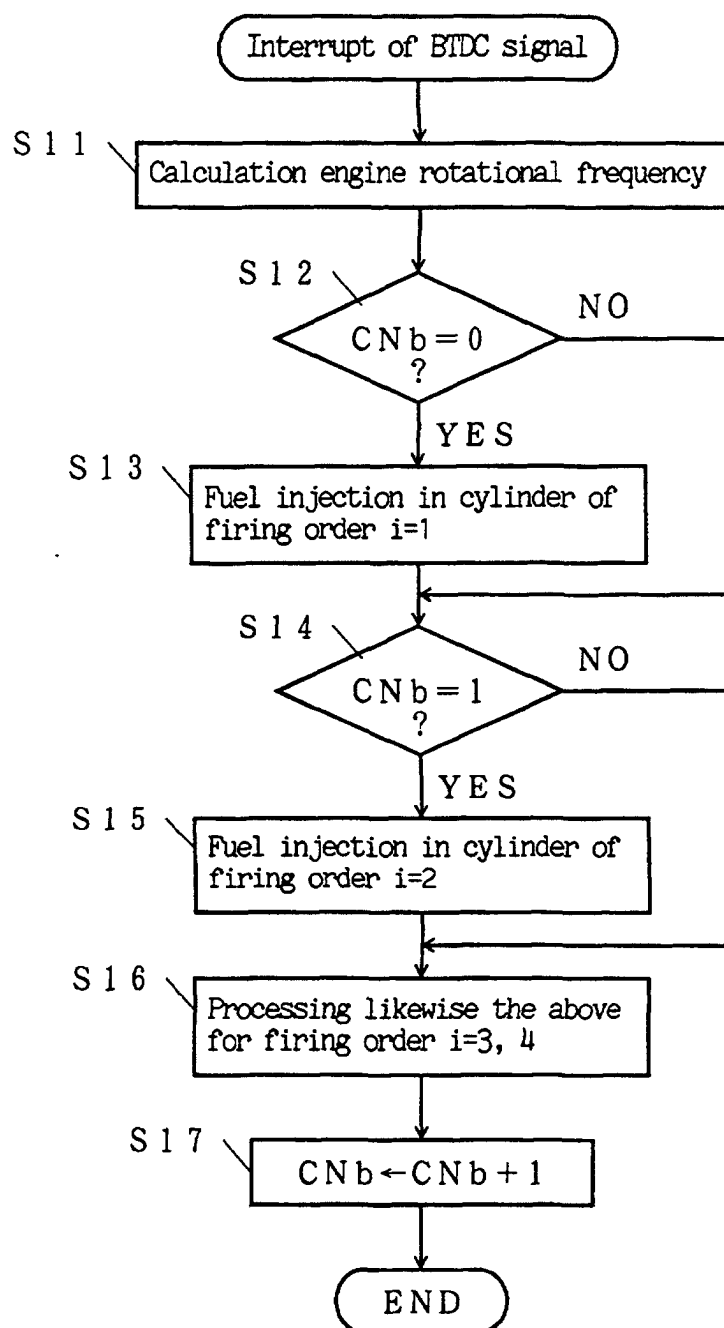 Interrupt of BTDC signal
S11
Calculation engine rotational frequency
S12
CNb=0
?
NO
YES
S13
Fuel injection in cylinder of
firing order i=1
S14
CNb=1
?
NO
YES
S15
Fuel injection in cylinder of
firing order i=2
S16
Processing likewise the above
for firing order i=3, 4
S17
CNb←CNb+1
END